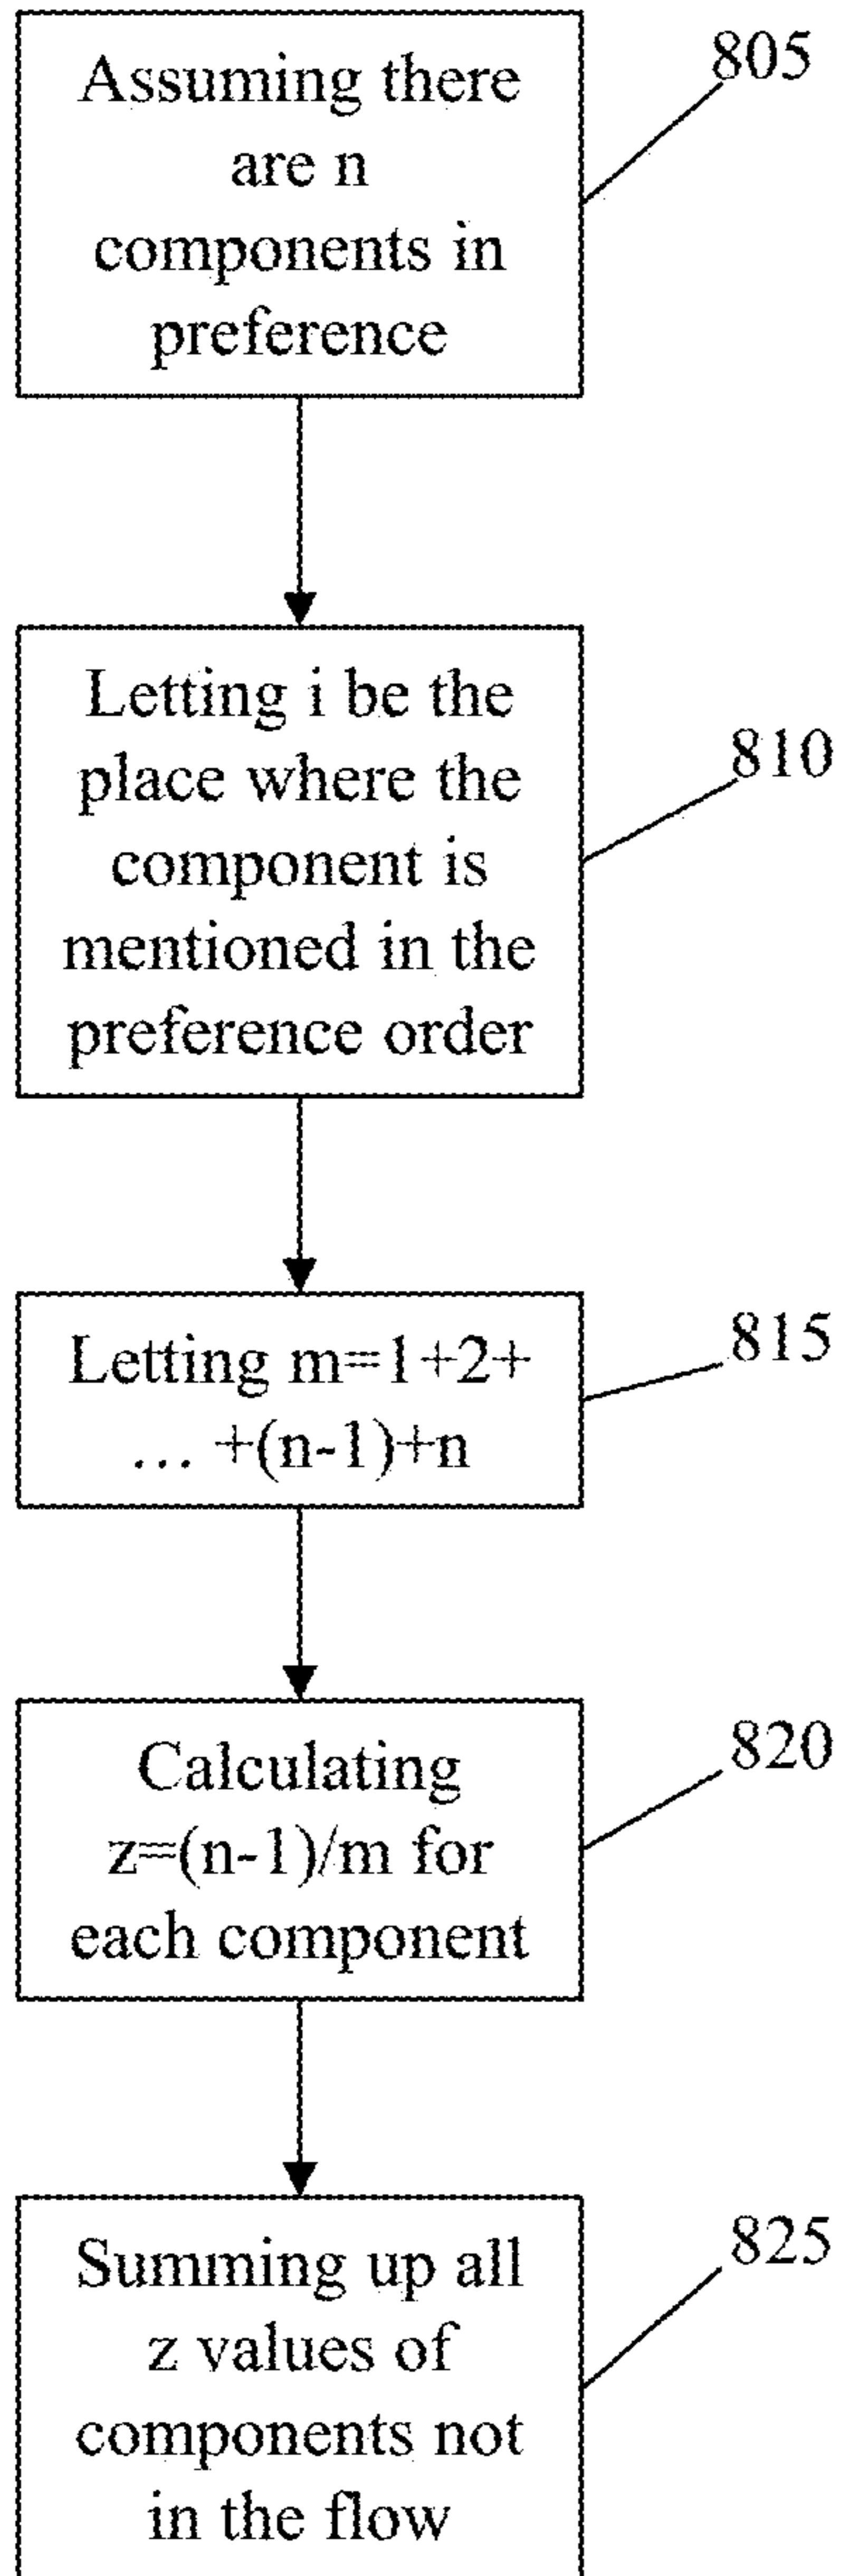 Assuming there
are n
components in
preference
805
Letting i be the
place where the
component is
mentioned in the
preference order
810
Letting m=1+2+
... +(n-1)+n
815
Calculating
z=(n-1)/m for
each component
820
Summing up all
z values of
components not
in the flow
825